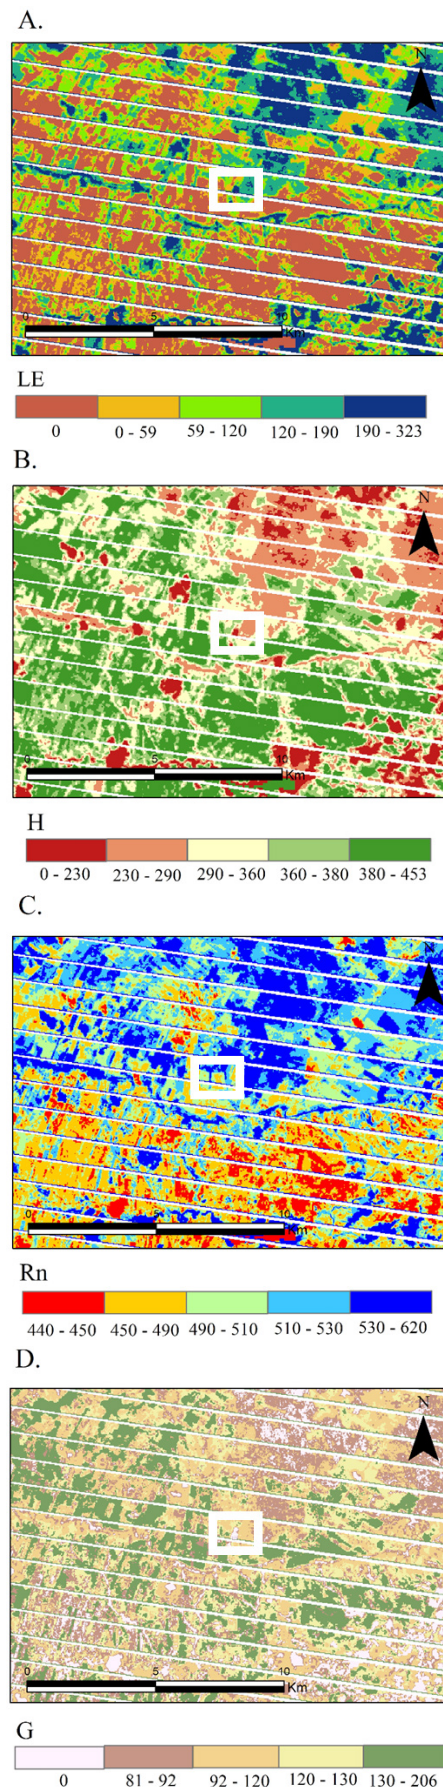 A.
N
0 5 10
Km
LE
0 0 - 59 59 - 120 120 - 190 190 - 323
B.
N
0 5 10
Km
H
0 - 230 230 - 290 290 - 360 360 - 380 380 - 453
C.
N
0 5 10
Km
Rn
440 - 450 450 - 490 490 - 510 510 - 530 530 - 620
D.
N
0 5 10
Km
G
0 81 - 92 92 - 120 120 - 130 130 - 206